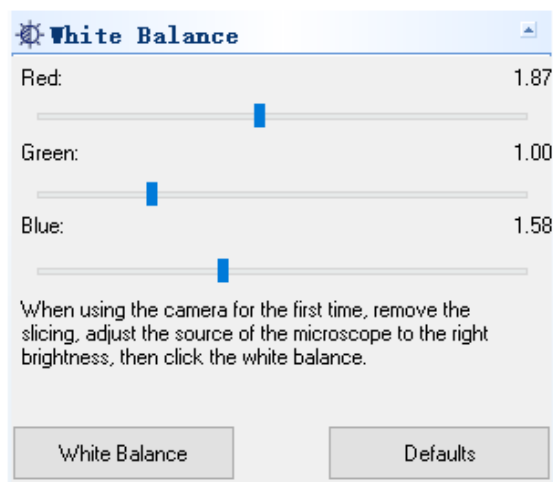 White Balance
Red: 1.87
Green: 1.00
Blue: 1.58
When using the camera for the first time, remove the
slicing, adjust the source of the microscope to the right
brightness, then click the white balance.
White Balance Defaults